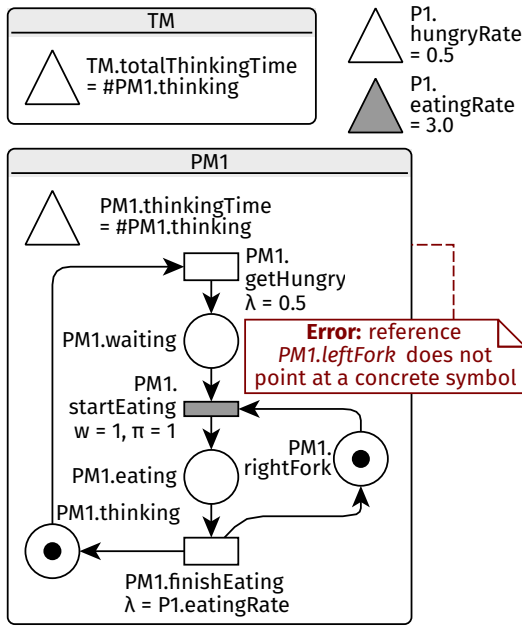 TM
TM.totalThinkingTime
= #PM1.thinking
P1.
hungryRate
= 0.5
P1.
eatingRate
= 3.0
PM1
PM1.thinkingTime
= #PM1.thinking
PM1.
getHungry
λ = 0.5
PM1.waiting
Error: reference
PM1.leftFork does not
point at a concrete symbol
PM1.
startEating
w = 1, π = 1
PM1.
rightFork
PM1.eating
PM1.thinking
PM1.finishEating
λ = P1.eatingRate